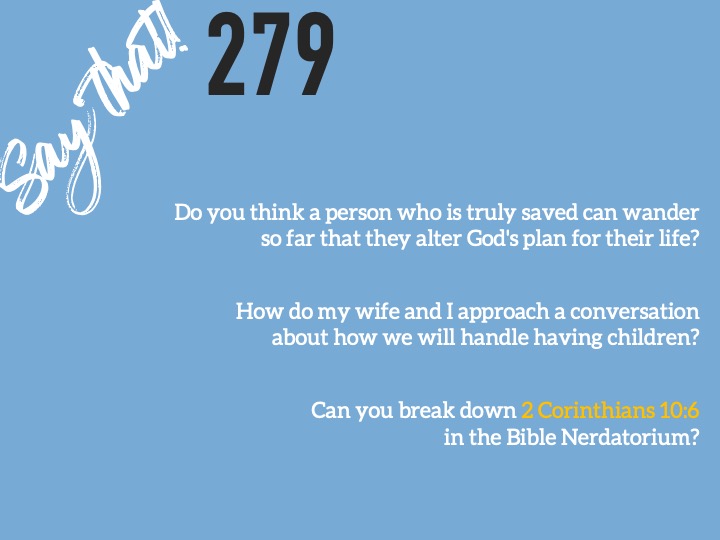 Say that!
279
Do you think a person who is truly saved can wander
so far that they alter God's plan for their life?
How do my wife and I approach a conversation
about how we will handle having children?
Can you break down 2 Corinthians 10:6
in the Bible Nerdatorium?